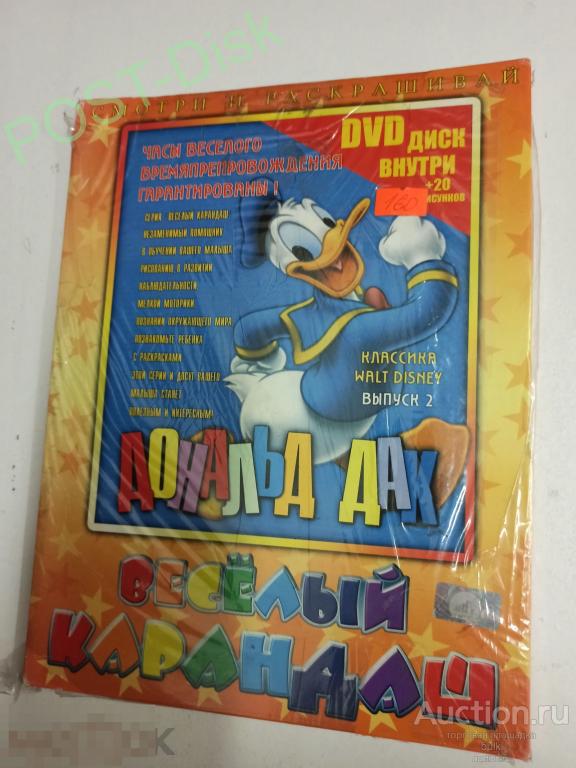 СМОТРИ И РАСКРАШИВАЙ
POST-Disk
ЧАСЫ ВЕСЕЛОГО
ВРЕМЯПРЕПРОВОЖДЕНИЯ
ГАРАНТИРОВАНЫ !
DVD ДИСК
ВНУТРИ
+20
РИСУНКОВ
160
СЕРИЯ ВЕСЕЛЫЙ КАРАНДАШ
НЕЗАМЕНИМЫЙ ПОМОЩНИК
В ОБУЧЕНИИ ВАШЕГО МАЛЫША
РИСОВАНИЮ О РАЗВИТИИ
НАБЛЮДАТЕЛЬНОСТИ
МЕЛКОЙ МОТОРИКИ
ПОЗНАНИИ ОКРУЖАЮЩЕГО МИРА
ПОЗНАКОМЬТЕ РЕБЕНКА
С РАСКРАСКАМИ
ЭТОЙ СЕРИИ И ДОСУГ ВАШЕГО
МАЛЫША СТАНЕТ
ПОЛЕЗНЫМ И ИНТЕРЕСНЫМ!
КЛАССИКА
WALT DISNEY
ВЫПУСК 2
ДОНАЛЬД ДАК
ВЕСЁЛЫЙ
КАРАНДАШ
Auction.ru
торговая площадка